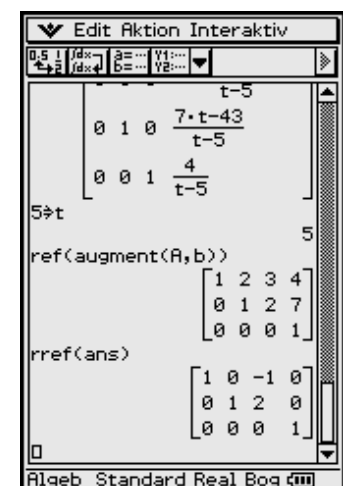 Edit Aktion Interaktiv
t-5
0 1 0 7·t-43
t-5
0 0 1 4
t-5
5⇒t
5
ref(augment(A,b))
1 2 3 4
0 1 2 7
0 0 0 1
rref(ans)
1 0 -1 0
0 1 2 0
0 0 0 1
Algeb Standard Real Bog